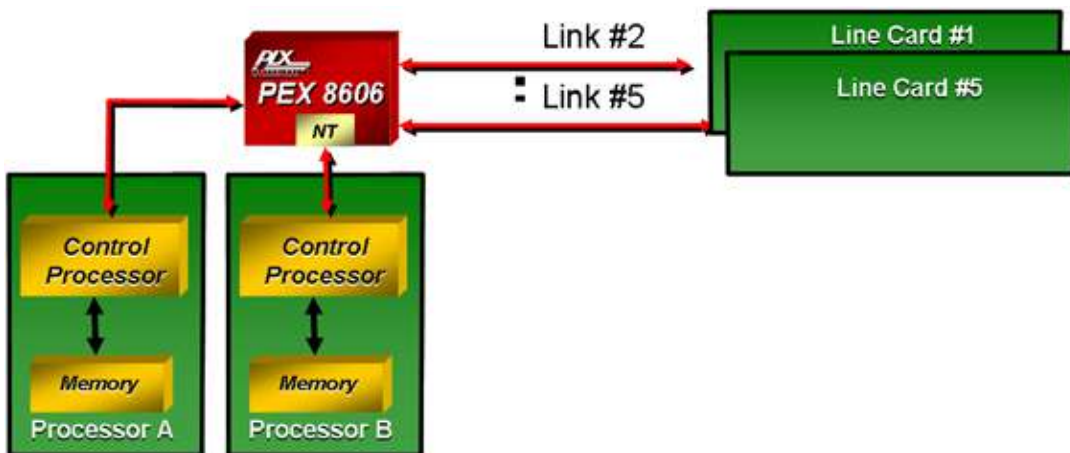 Link #2
Line Card #1
PLX
PEX 8606
Link #5
Line Card #5
NT
Control
Processor
Control
Processor
Memory
Memory
Processor A
Processor B